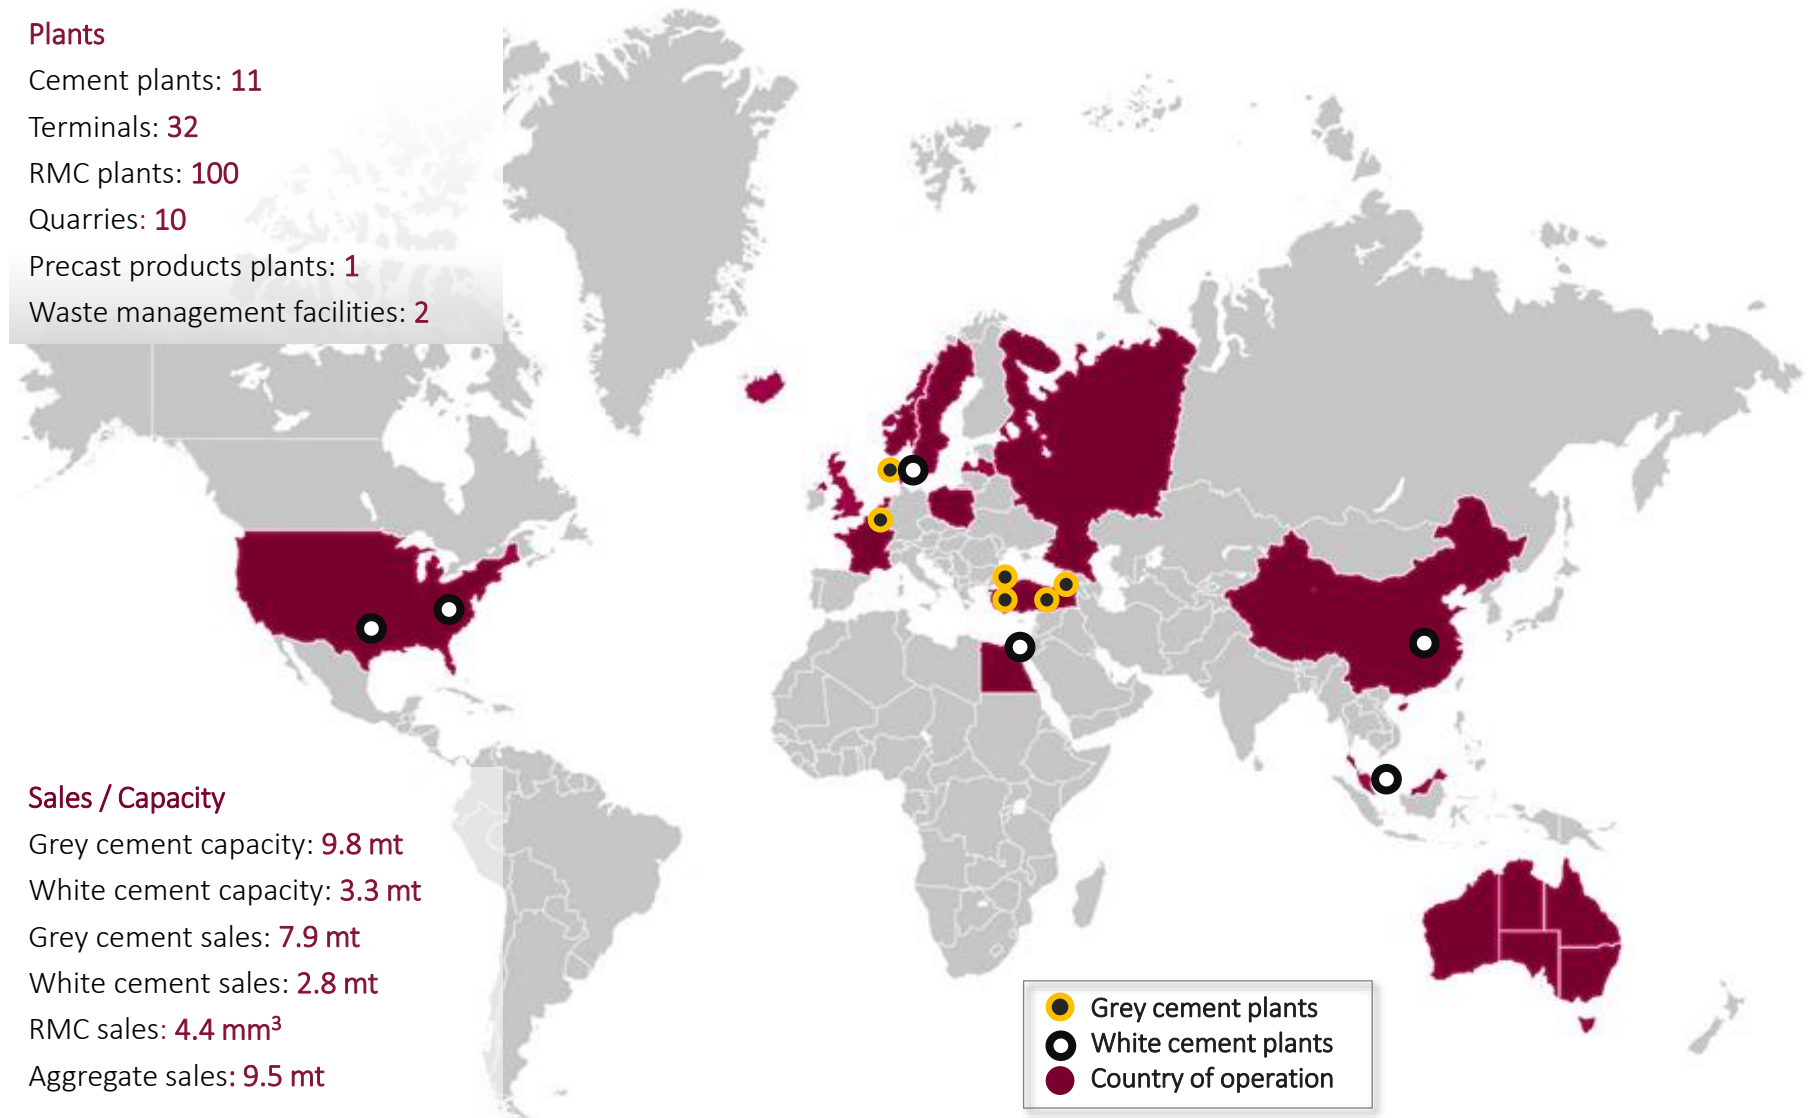 Plants
Cement plants: 11
Terminals: 32
RMC plants: 100
Quarries: 10
Precast products plants: 1
Waste management facilities: 2
Sales / Capacity
Grey cement capacity: 9.8 mt
White cement capacity: 3.3 mt
Grey cement sales: 7.9 mt
White cement sales: 2.8 mt
RMC sales: 4.4 mm³
Aggregate sales: 9.5 mt
Grey cement plants
White cement plants
Country of operation